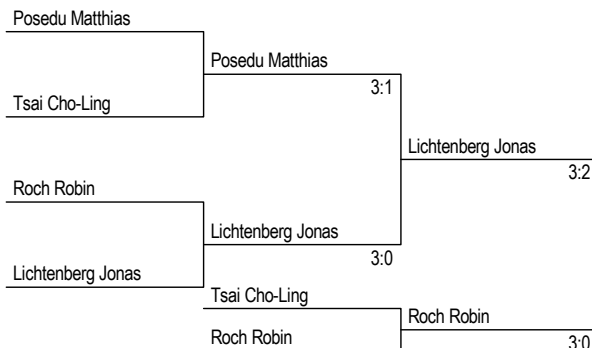 Posedu Matthias
Posedu Matthias
3:1
Tsai Cho-Ling
Lichtenberg Jonas
3:2
Roch Robin
Lichtenberg Jonas
3:0
Lichtenberg Jonas
Tsai Cho-Ling
Roch Robin
Roch Robin
3:0